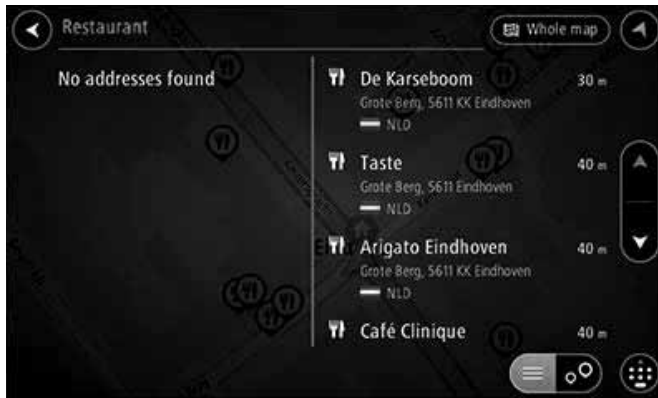 Restaurant
Whole map
No addresses found
De Karseboom
30 m
Grote Berg, 5611 KK Eindhoven
NLD
Taste
40 m
Grote Berg, 5611 Eindhoven
NLD
Arigato Eindhoven
40 m
Grote Berg, 5611 KK Eindhoven
NLD
Café Clinique
40 m